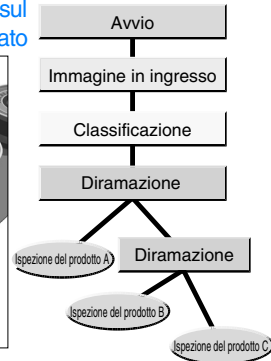 sul
ato
Avvio
Immagine in ingresso
Classificazione
Diramazione
Ispezione del prodotto A
Diramazione
Ispezione del prodotto B
Ispezione del prodotto C